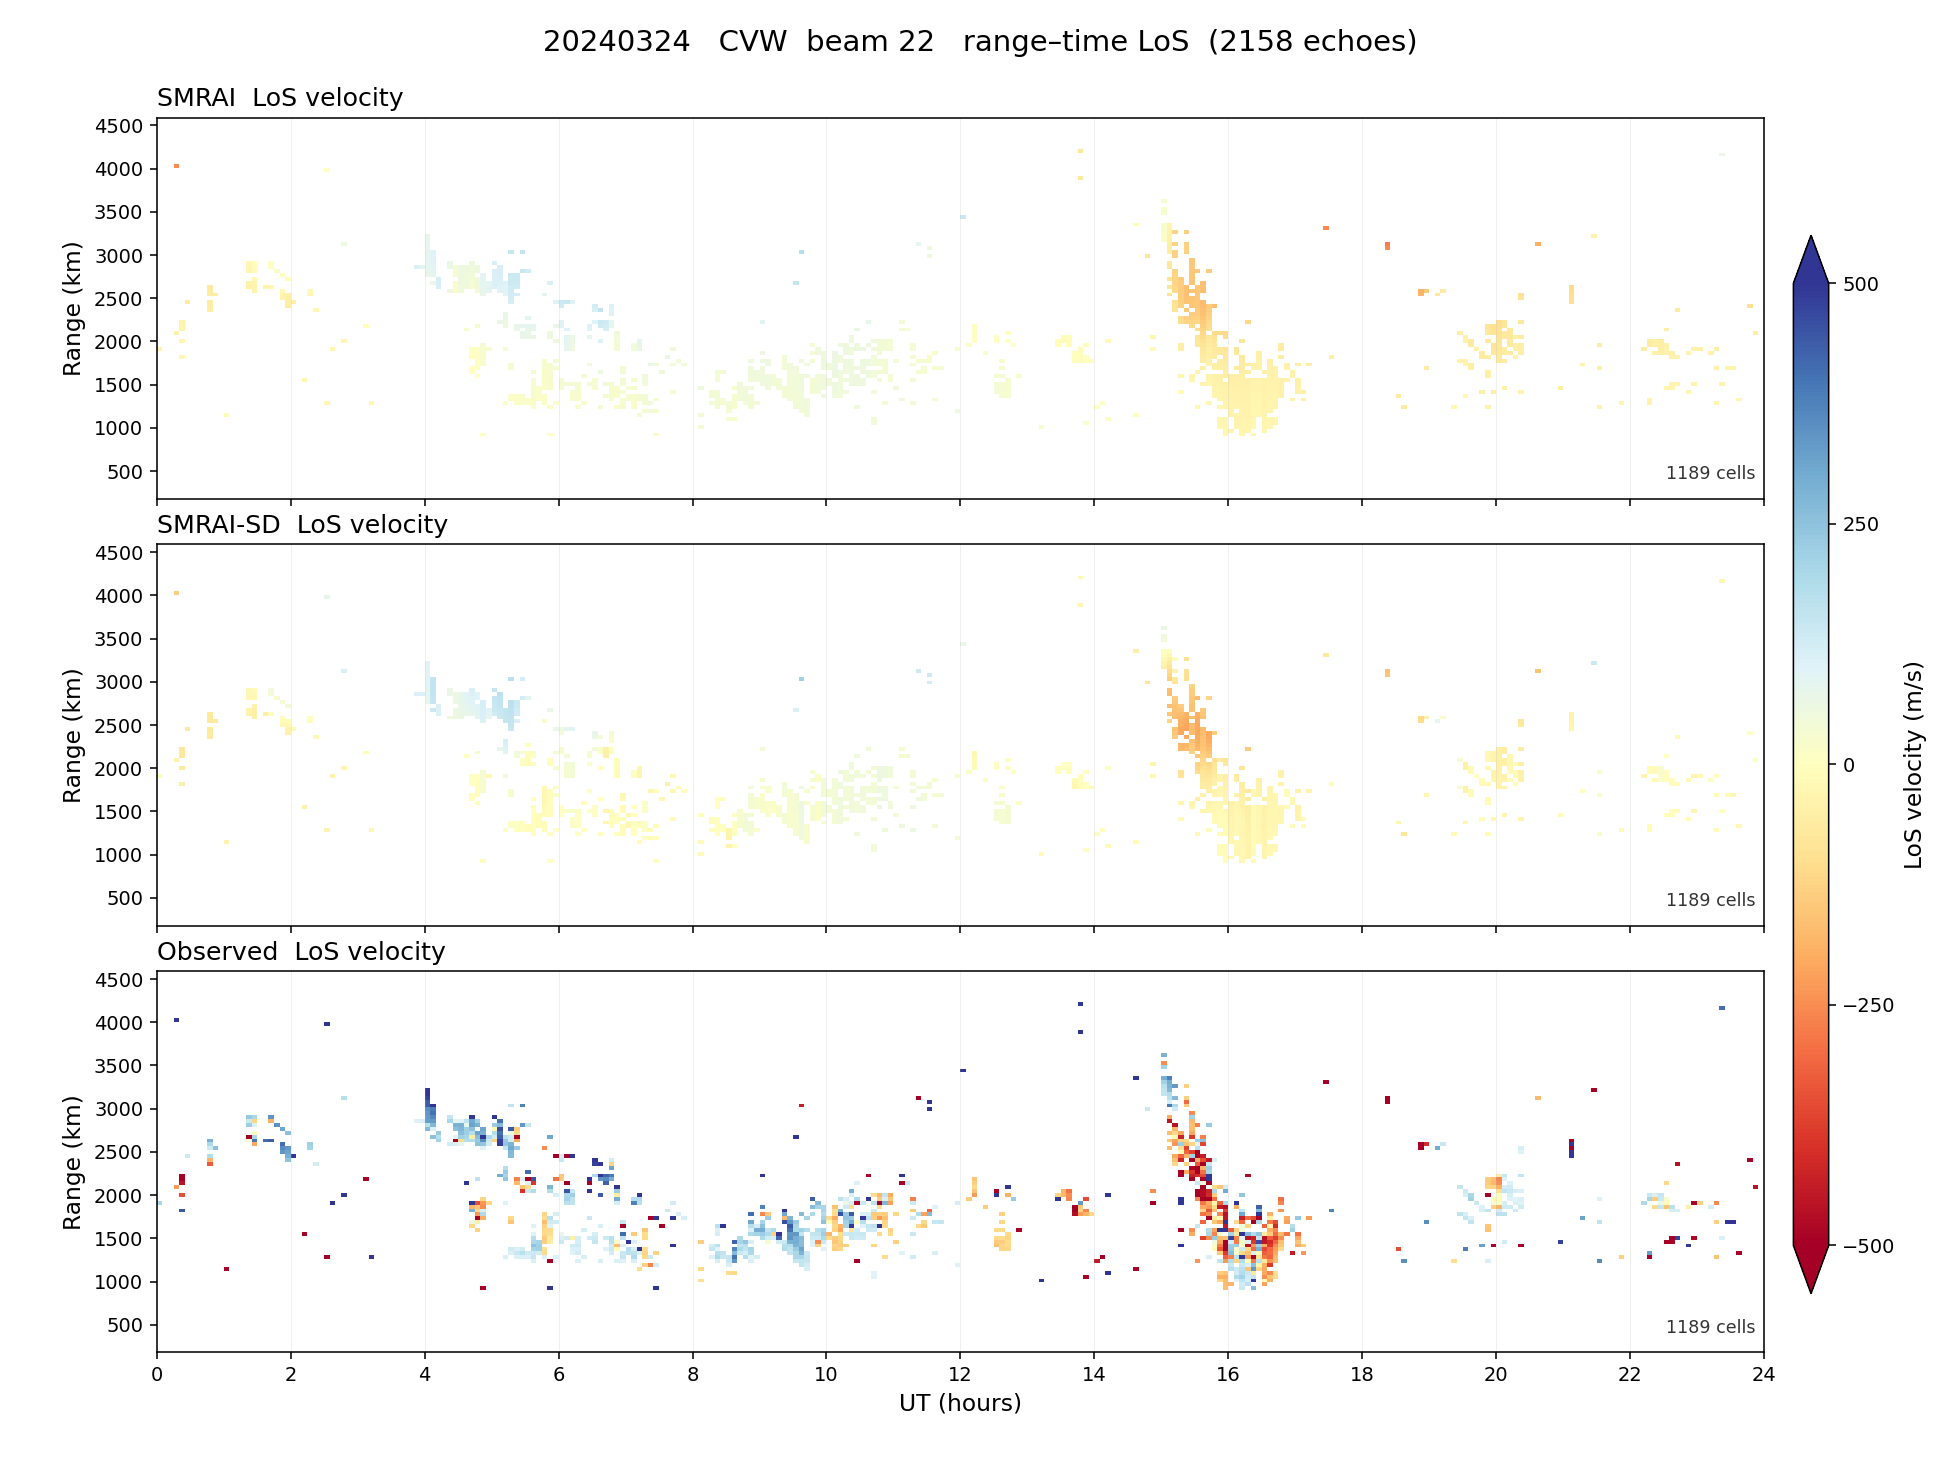 20240324   CVW  beam 22   range–time LoS  (2158 echoes)
SMRAI  LoS velocity
4500
4000
3500
3000
2500
2000
1500
1000
500
Range (km)
1189 cells
SMRAI-SD  LoS velocity
4500
4000
3500
3000
2500
2000
1500
1000
500
Range (km)
1189 cells
Observed  LoS velocity
4500
4000
3500
3000
2500
2000
1500
1000
500
Range (km)
1189 cells
0 2 4 6 8 10 12 14 16 18 20 22 24
UT (hours)
500
250
0
−250
−500
LoS velocity (m/s)